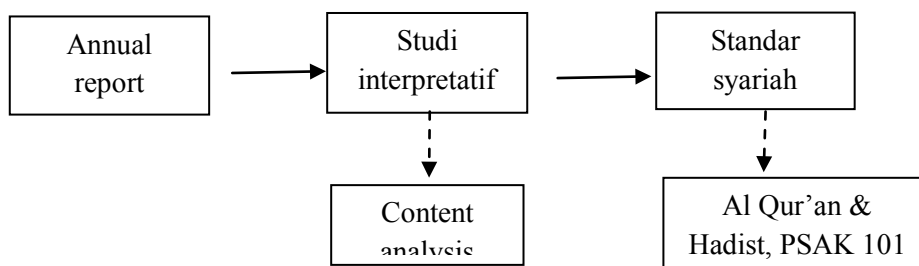 Annual
report
Studi
interpretatif
Standar
syariah
Content
analysis
Al Qur'an &
Hadist, PSAK 101